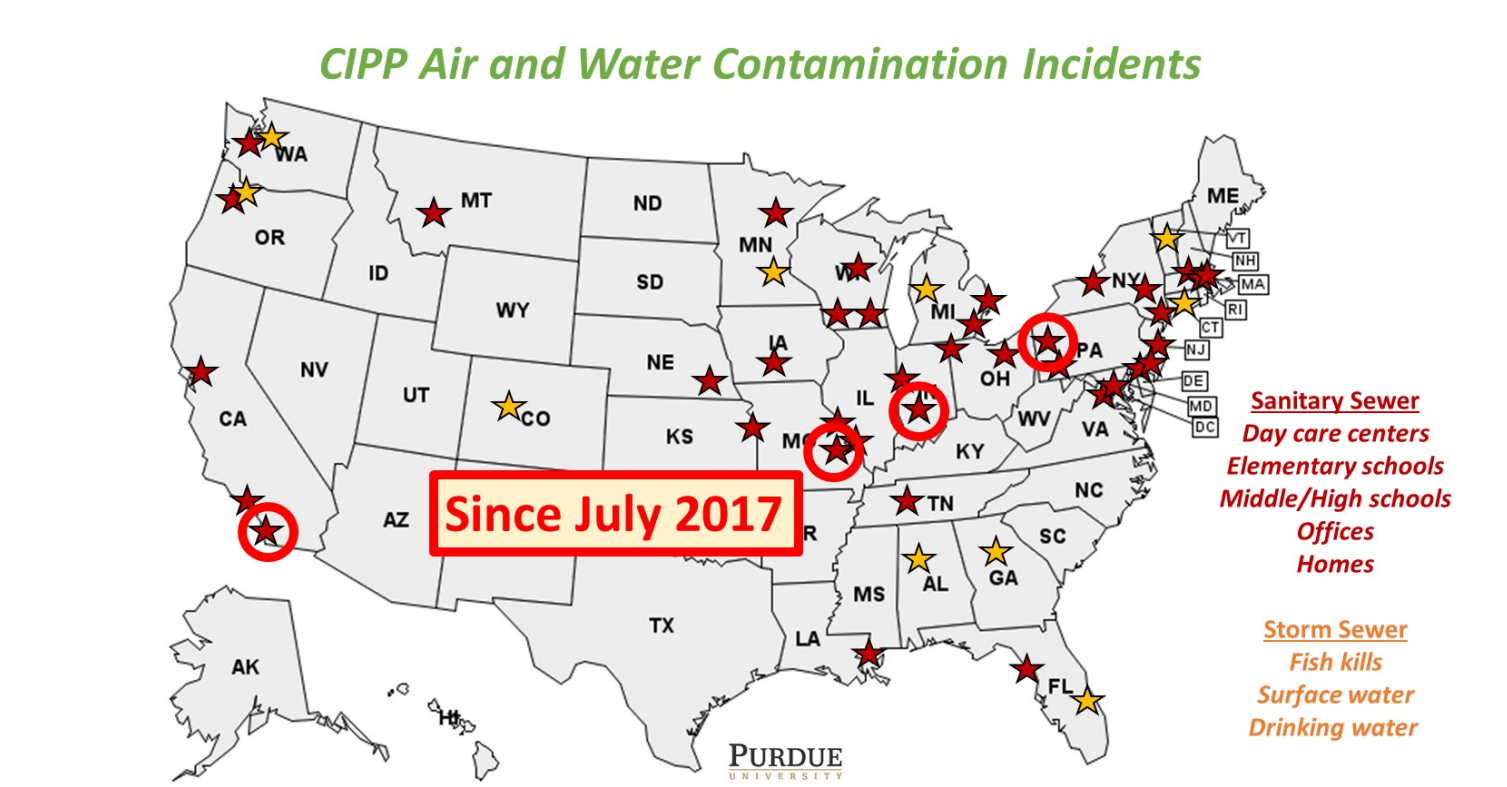 CIPP Air and Water Contamination Incidents
WA
MT
ND
MN
ME
VT
NH
MA
RI
CT
NY
OR
ID
SD
MI
WY
IA
NE
PA
NJ
OH
NV
UT
CO
IL
CA
KS
WV
VA
DE
MD
DC
KY
Since July 2017
AZ
TN
NC
SC
MS
AL
GA
TX
LA
FL
AK
HI
Sanitary Sewer
Day care centers
Elementary schools
Middle/High schools
Offices
Homes
Storm Sewer
Fish kills
Surface water
Drinking water
PURDUE
UNIVERSITY